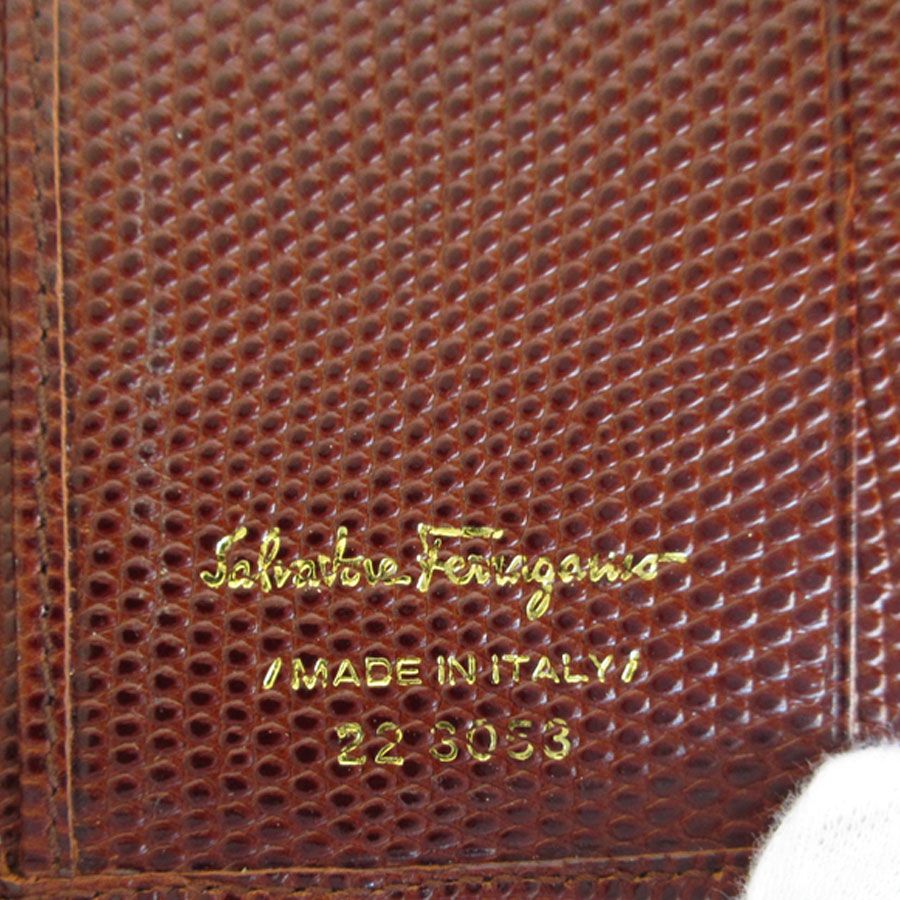 Salvatore Ferragamo
/MADE IN ITALY/
22 3053